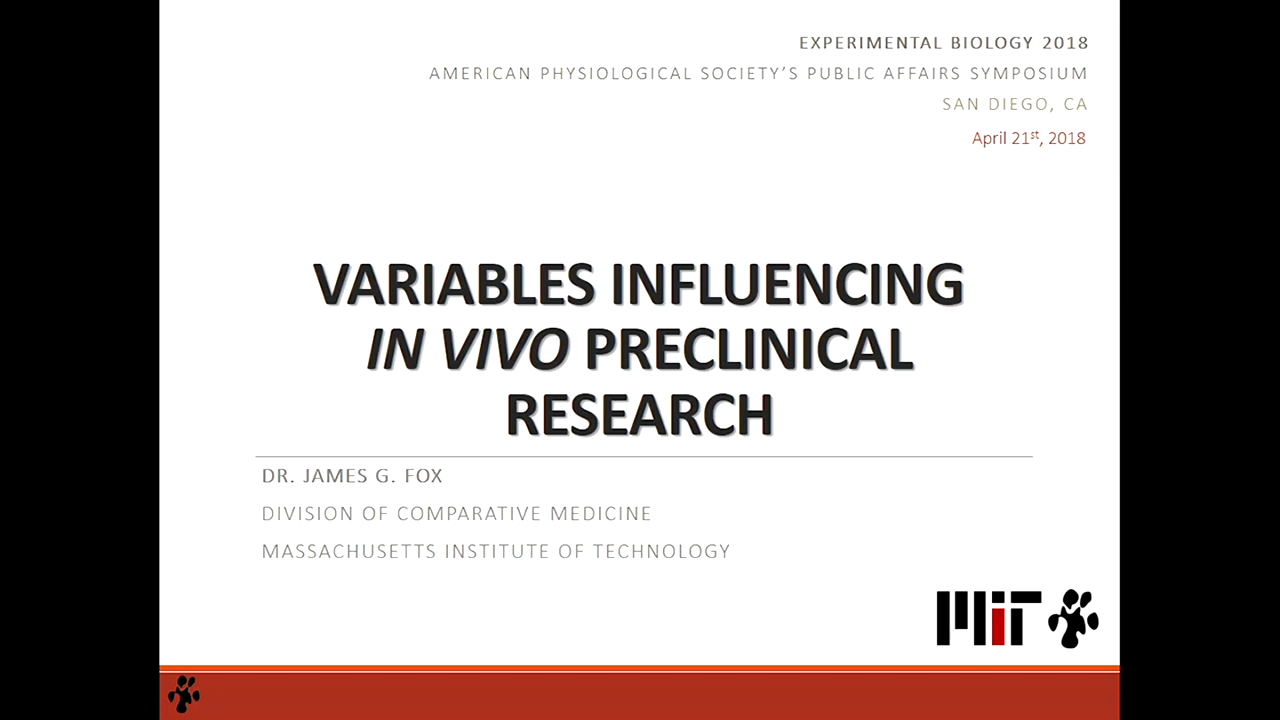 EXPERIMENTAL BIOLOGY 2018
AMERICAN PHYSIOLOGICAL SOCIETY’S PUBLIC AFFAIRS SYMPOSIUM
SAN DIEGO, CA
April 21st, 2018
VARIABLES INFLUENCING
IN VIVO PRECLINICAL
RESEARCH
DR. JAMES G. FOX
DIVISION OF COMPARATIVE MEDICINE
MASSACHUSETTS INSTITUTE OF TECHNOLOGY
MIT